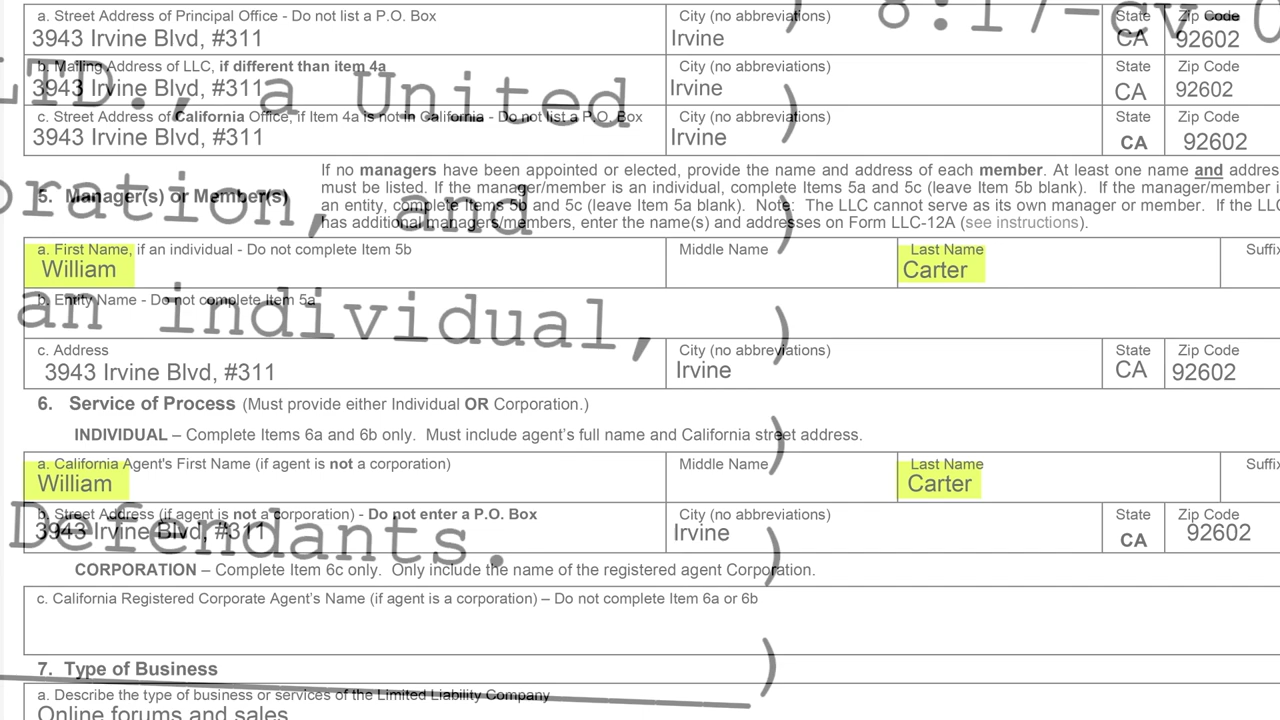 a. Street Address of Principal Office - Do not list a P.O. Box City (no abbreviations) State Zip Code
3943 Irvine Blvd, #311 Irvine CA 92602
8:17-cv-0
b. Mailing Address of LLC, if different than item 4a City (no abbreviations) State Zip Code
3943 Irvine Blvd, #311 Irvine CA 92602
LTD., a United )
c. Street Address of California Office, if Item 4a is not in California - Do not list a P.O. Box City (no abbreviations) State Zip Code
3943 Irvine Blvd, #311 Irvine CA 92602
If no managers have been appointed or elected, provide the name and address of each member. At least one name and addres
5. Manager(s) or Member(s) must be listed. If the manager/member is an individual, complete Items 5a and 5c (leave Item 5b blank). If the manager/member i
an entity, complete Items 5b and 5c (leave Item 5a blank). Note: The LLC cannot serve as its own manager or member. If the LLC
has additional managers/members, enter the name(s) and addresses on Form LLC-12A (see instructions).
oration, and )
a. First Name, if an individual - Do not complete Item 5b Middle Name Last Name Suffix
William Carter
b. Entity Name - Do not complete Item 5a
an individual, )
c. Address City (no abbreviations) State Zip Code
3943 Irvine Blvd, #311 Irvine CA 92602
6. Service of Process (Must provide either Individual OR Corporation.)
INDIVIDUAL – Complete Items 6a and 6b only. Must include agent's full name and California street address.
)
a. California Agent's First Name (if agent is not a corporation) Middle Name Last Name Suffix
William Carter
b. Street Address (if agent is not a corporation) - Do not enter a P.O. Box City (no abbreviations) State Zip Code
3943 Irvine Blvd, #311 Irvine CA 92602
Defendants. )
CORPORATION – Complete Item 6c only. Only include the name of the registered agent Corporation.
c. California Registered Corporate Agent's Name (if agent is a corporation) – Do not complete Item 6a or 6b
7. Type of Business )
a. Describe the type of business or services of the Limited Liability Company
Online forums and sales